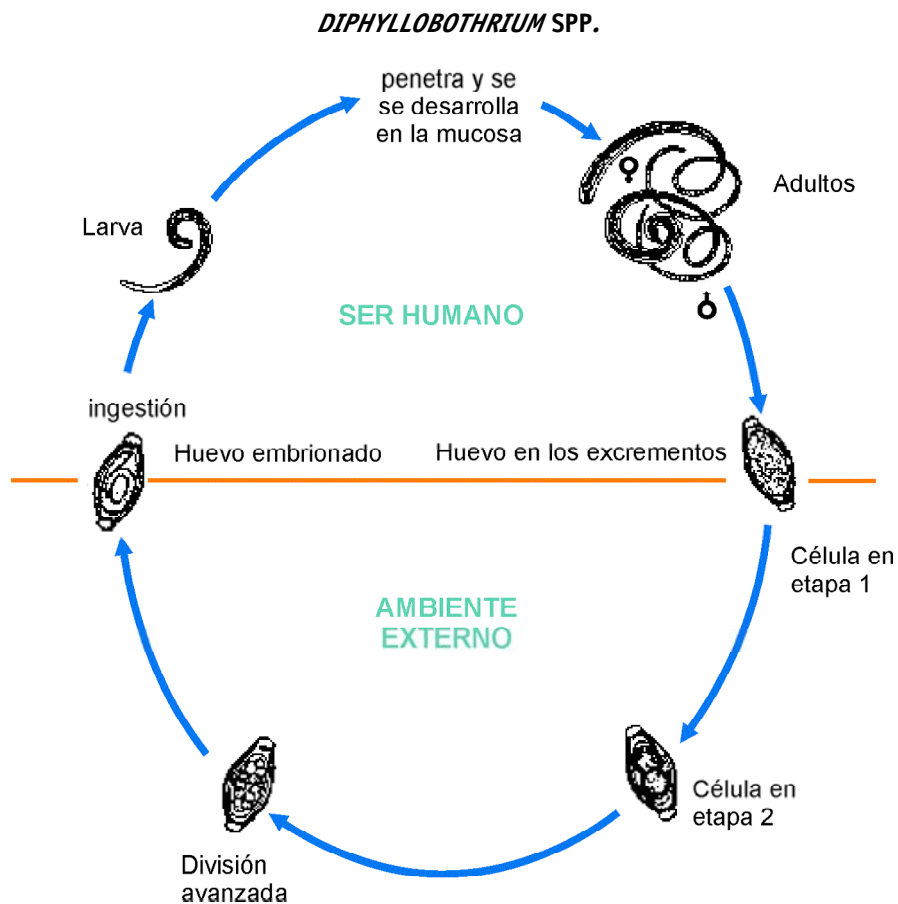 DIPHYLLOBOTHRIUM SPP.
penetra y se
se desarrolla
en la mucosa
Adultos
♀
♂
Larva
SER HUMANO
ingestión
Huevo embrionado
Huevo en los excrementos
Célula en
etapa 1
AMBIENTE
EXTERNO
Célula en
etapa 2
División
avanzada